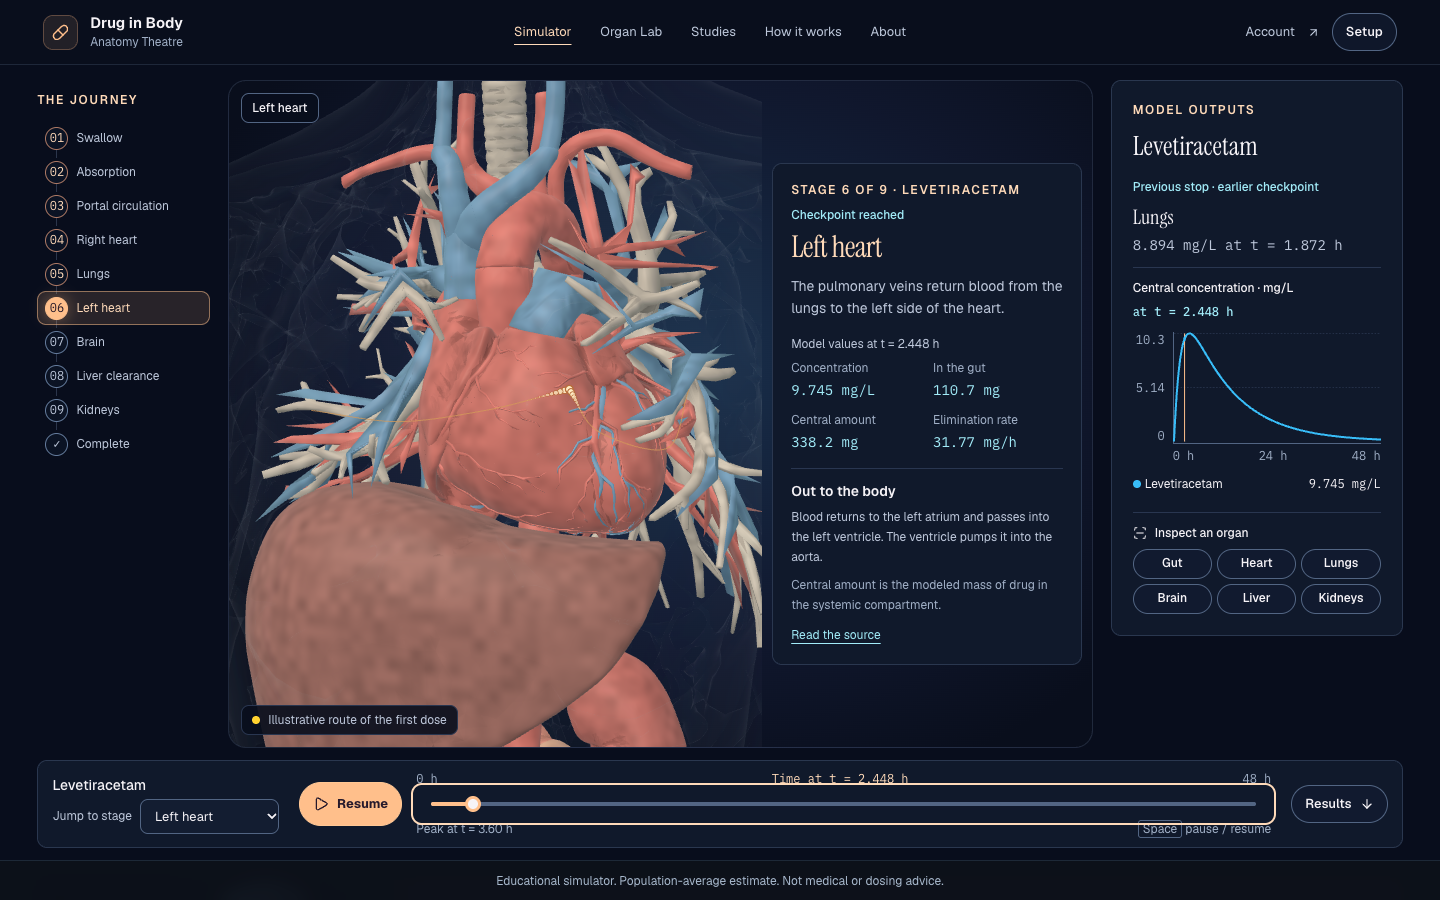 Drug in Body
Anatomy Theatre
Simulator
Organ Lab
Studies
How it works
About
Account
Setup
THE JOURNEY
01 Swallow
02 Absorption
03 Portal circulation
04 Right heart
05 Lungs
06 Left heart
07 Brain
08 Liver clearance
09 Kidneys
✓ Complete
Left heart
Illustrative route of the first dose
STAGE 6 OF 9 · LEVETIRACETAM
Checkpoint reached
Left heart
The pulmonary veins return blood from the
lungs to the left side of the heart.
Model values at t = 2.448 h
Concentration
In the gut
9.745 mg/L
110.7 mg
Central amount
Elimination rate
338.2 mg
31.77 mg/h
Out to the body
Blood returns to the left atrium and passes into
the left ventricle. The ventricle pumps it into the
aorta.
Central amount is the modeled mass of drug in
the systemic compartment.
Read the source
MODEL OUTPUTS
Levetiracetam
Previous stop · earlier checkpoint
Lungs
8.894 mg/L at t = 1.872 h
Central concentration · mg/L
at t = 2.448 h
10.3
5.14
0
0 h
24 h
48 h
Levetiracetam
9.745 mg/L
Inspect an organ
Gut
Heart
Lungs
Brain
Liver
Kidneys
Levetiracetam
Jump to stage
Left heart
Resume
0 h
Time at t = 2.448 h
48 h
Peak at t = 3.60 h
Space pause / resume
Results ↓
Educational simulator. Population-average estimate. Not medical or dosing advice.